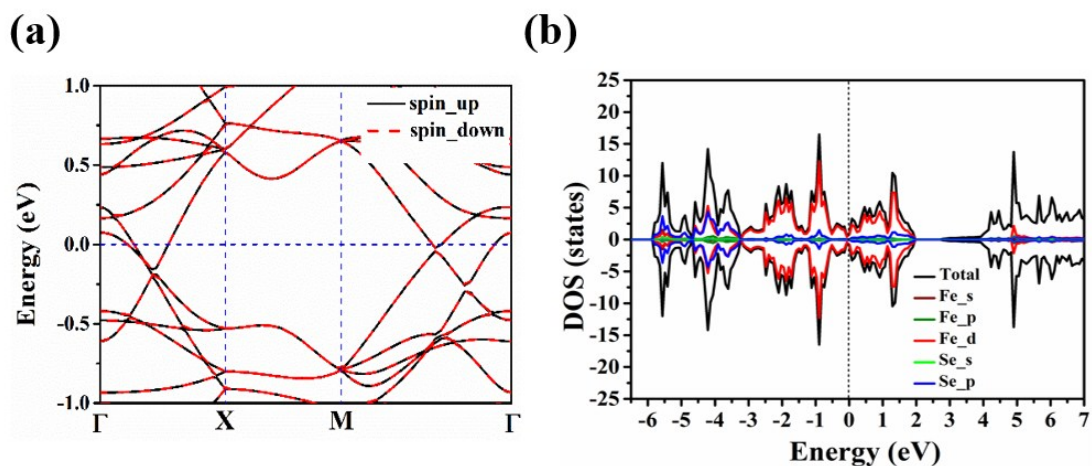 (a)
(b)
spin_up
spin_down
Energy (eV)
1.0
0.5
0.0
-0.5
-1.0
Γ X M Γ
DOS (states)
25
20
15
10
5
0
-5
-10
-15
-20
-25
Total
Fe_s
Fe_p
Fe_d
Se_s
Se_p
-6 -5 -4 -3 -2 -1 0 1 2 3 4 5 6 7
Energy (eV)